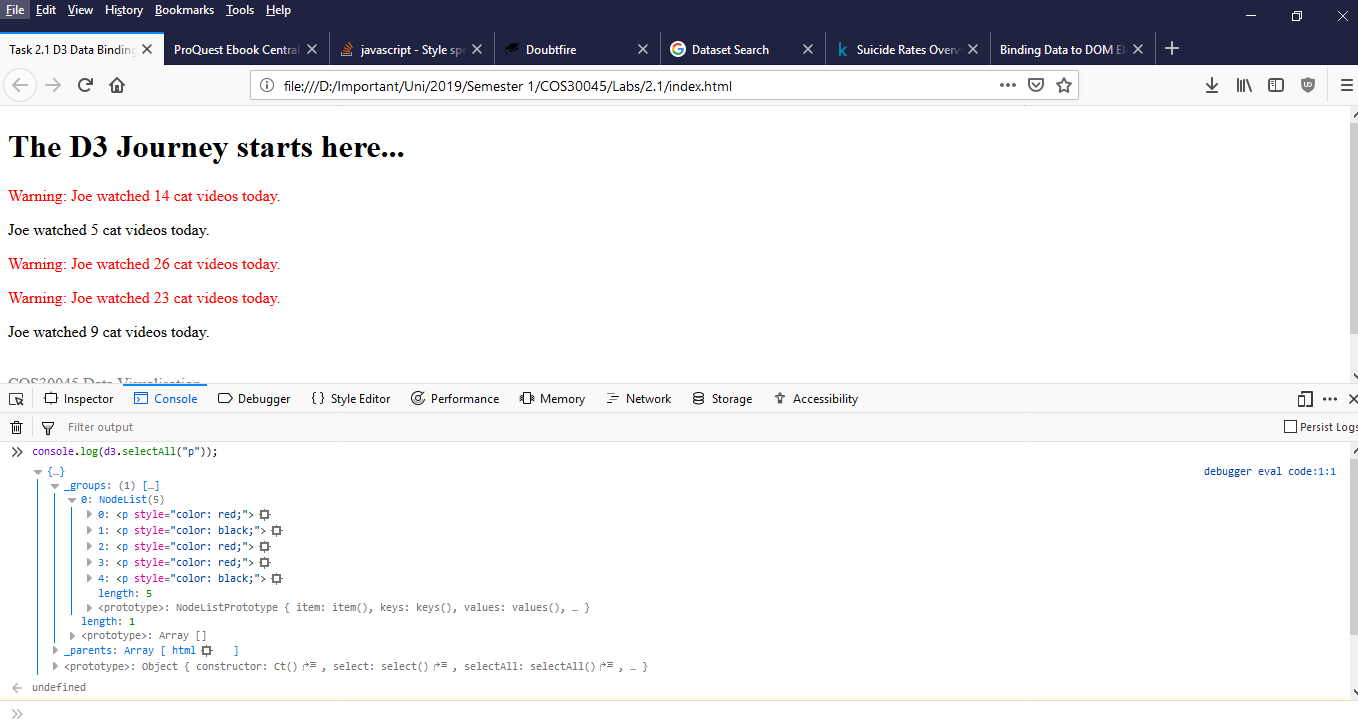 File Edit View History Bookmarks Tools Help
Task 2.1 D3 Data Binding ProQuest Ebook Central javascript - Style spe Doubtfire Dataset Search Suicide Rates Overvi Binding Data to DOM Ele
file:///D:/Important/Uni/2019/Semester 1/COS30045/Labs/2.1/index.html
The D3 Journey starts here...
Warning: Joe watched 14 cat videos today.
Joe watched 5 cat videos today.
Warning: Joe watched 26 cat videos today.
Warning: Joe watched 23 cat videos today.
Joe watched 9 cat videos today.
COS30045 Data Visualisation
Inspector Console Debugger {} Style Editor Performance Memory Network Storage Accessibility
Filter output Persist Logs
console.log(d3.selectAll("p"));
{…} debugger eval code:1:1
_groups: (1) […]
0: NodeList(5)
0: <p style="color: red;">
1: <p style="color: black;">
2: <p style="color: red;">
3: <p style="color: red;">
4: <p style="color: black;">
length: 5
<prototype>: NodeListPrototype { item: item(), keys: keys(), values: values(), … }
length: 1
<prototype>: Array []
_parents: Array [ html ]
<prototype>: Object { constructor: Ct(), select: select(), selectAll: selectAll(), … }
undefined